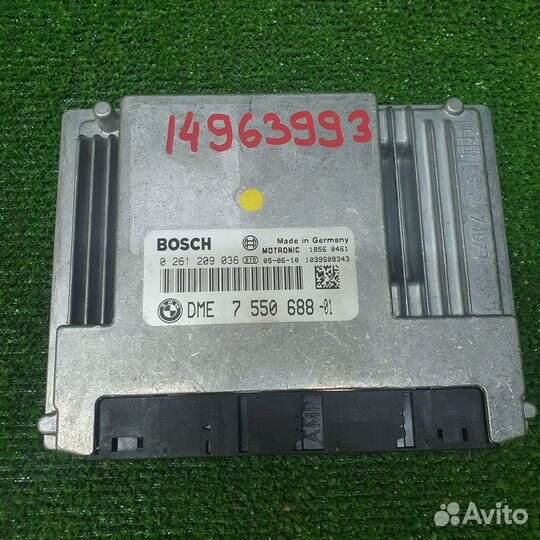 14963993
BOSCH
Made in Germany
MOTRONIC 1856 0461
0 261 209 036 G10 05-06-10 1039S08343
DME 7 550 688-01
AMP
Avito